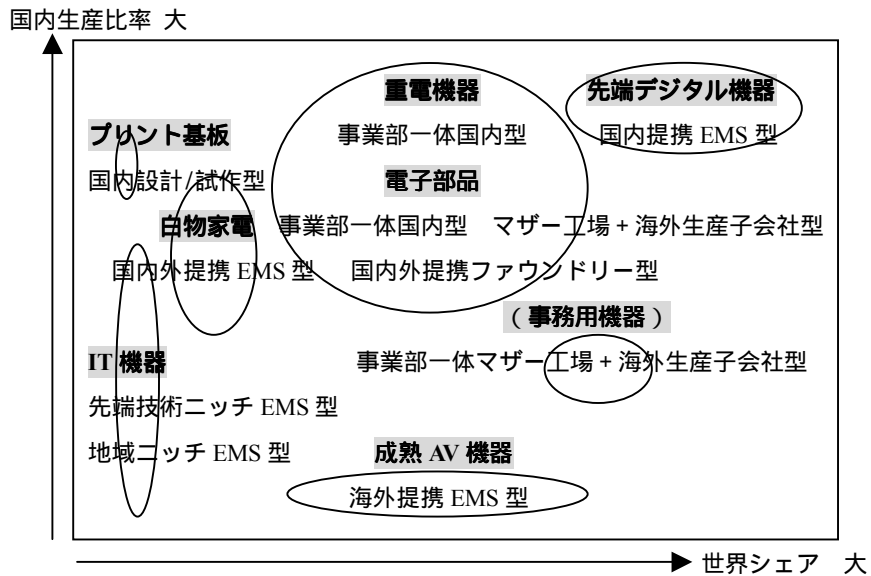 国内生産比率 大
重電機器 先端デジタル機器
プリント基板 事業部一体国内型 国内提携 EMS 型
国内設計/試作型 電子部品
白物家電 事業部一体国内型 マザー工場 + 海外生産子会社型
国内外提携 EMS 型 国内外提携ファウンドリー型
(事務用機器)
IT 機器 事業部一体マザー工場 + 海外生産子会社型
先端技術ニッチ EMS 型
地域ニッチ EMS 型 成熟 AV 機器
海外提携 EMS 型
世界シェア 大